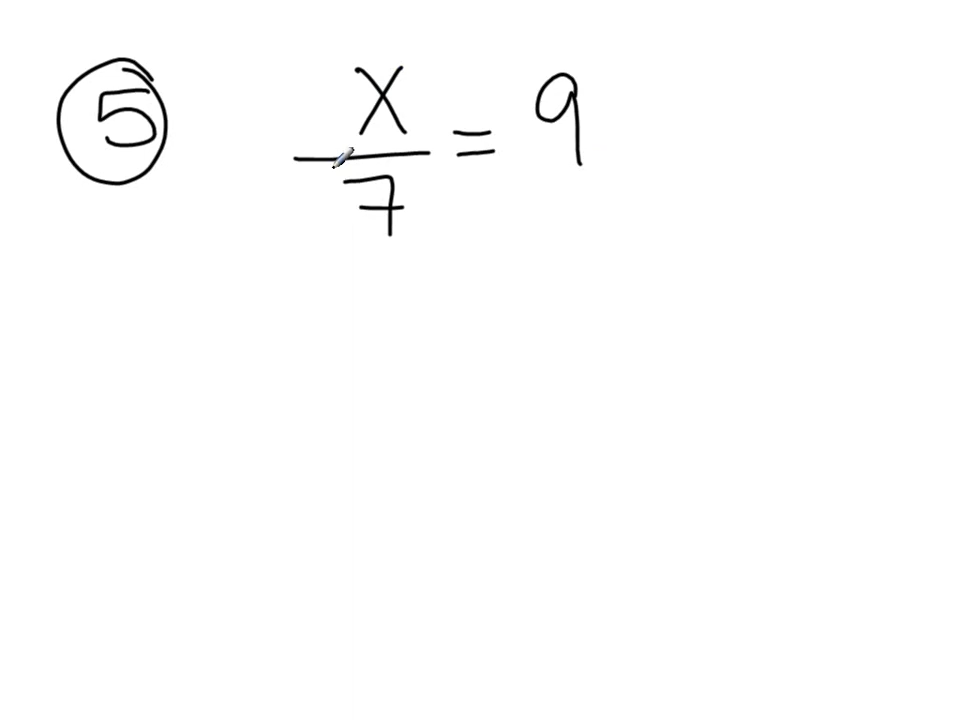 ⑤ -x/7 = 9